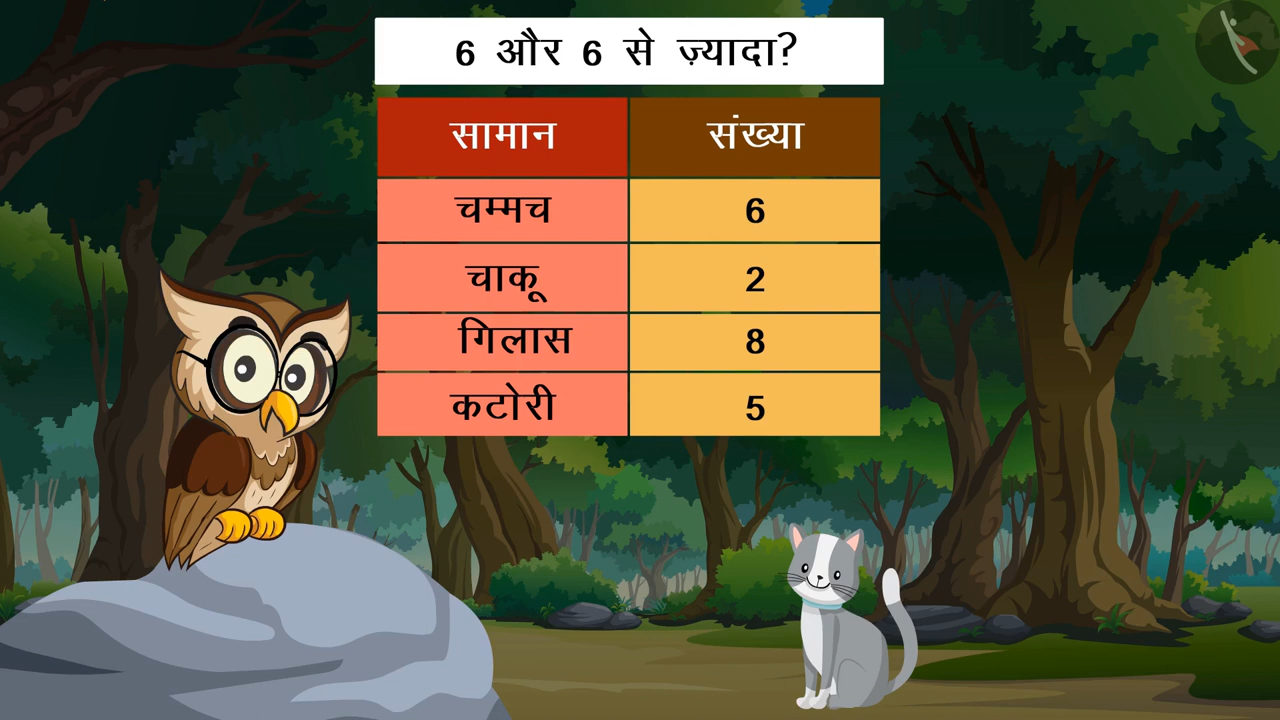 6 और 6 से ज़्यादा?
सामान संख्या
चम्मच 6
चाकू 2
गिलास 8
कटोरी 5